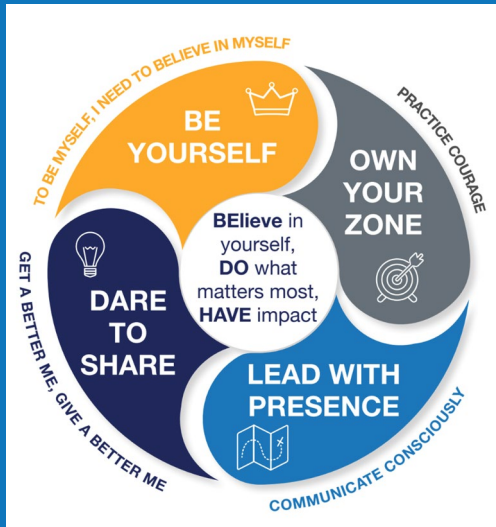 TO BE MYSELF, I NEED TO BELIEVE IN MYSELF
BE
YOURSELF
PRACTICE COURAGE
OWN
YOUR
ZONE
BElieve in
yourself,
DO what
matters most,
HAVE impact
LEAD WITH
PRESENCE
COMMUNICATE CONSCIOUSLY
DARE
TO
SHARE
GET A BETTER ME, GIVE A BETTER ME